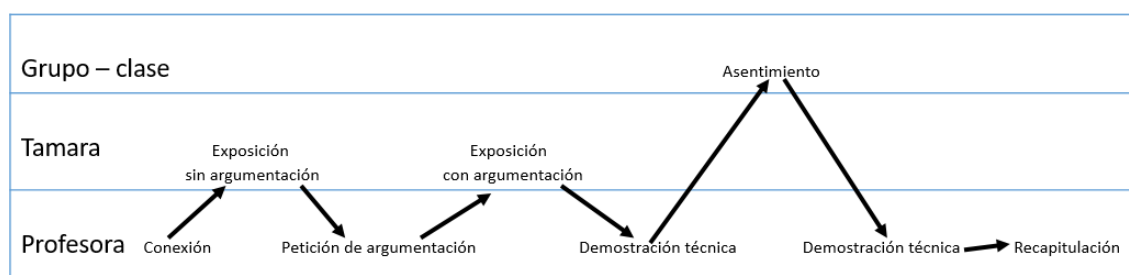 Grupo – clase
Asentimiento
Tamara
Exposición
sin argumentación
Exposición
con argumentación
Profesora
Conexión
Petición de argumentación
Demostración técnica
Demostración técnica
Recapitulación